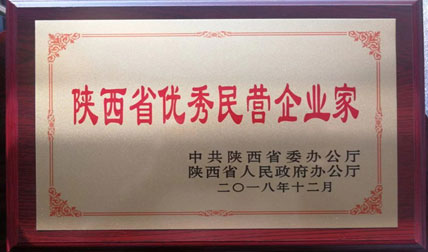 陕西省优秀民营企业家
中共陕西省委办公厅
陕西省人民政府办公厅
二〇一八年十二月